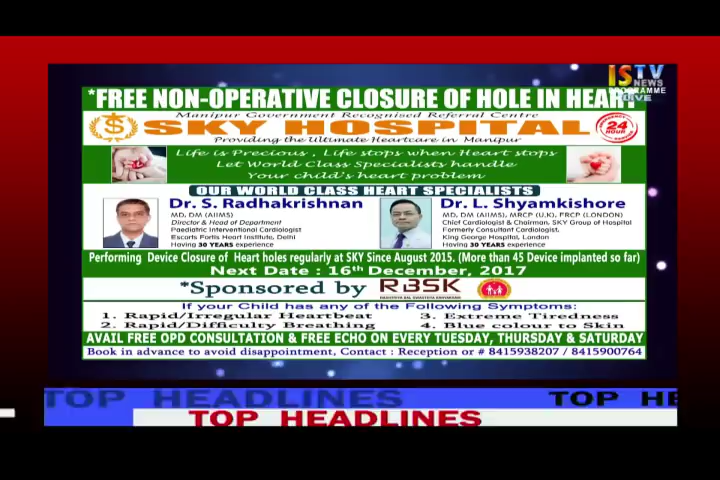 ISTV
NEWS
PROGRAMME
LIVE
*FREE NON-OPERATIVE CLOSURE OF HOLE IN HEART
Manipur Government Recognised Referral Centre
SKY HOSPITAL
EMERGENCY
24
HOUR
SERVICE
Providing the Ultimate Heartcare in Manipur
Life is Precious , Life stops when Heart stops
Let World Class Specialists handle
Your child's heart problem
OUR WORLD CLASS HEART SPECIALISTS
Dr. S. Radhakrishnan
MD, DM (AIIMS)
Director & Head of Department
Paediatric Interventional Cardiologist
Escorts Fortis Heart Institute, Delhi
Having 30 YEARS experience
Dr. L. Shyamkishore
MD, DM (AIIMS), MRCP (U.K), FRCP (LONDON)
Chief Cardiologist & Chairman, SKY Group of Hospital
Formerly Consultant Cardiologist,
King George Hospital, London
Having 30 YEARS experience
Performing Device Closure of Heart holes regularly at SKY Since August 2015. (More than 45 Device implanted so far)
Next Date : 16th December, 2017
*Sponsored by RBSK
RASHTRIYA BAL SWASTHYA KARYAKRAM
If your Child has any of the Following Symptoms:
1. Rapid/Irregular Heartbeat
2. Rapid/Difficulty Breathing
3. Extreme Tiredness
4. Blue colour to Skin
AVAIL FREE OPD CONSULTATION & FREE ECHO ON EVERY TUESDAY, THURSDAY & SATURDAY
Book in advance to avoid disappointment, Contact : Reception or # 8415938207 / 8415900764
TOP HEADLINES
TOP HE
TOP HEADLINES